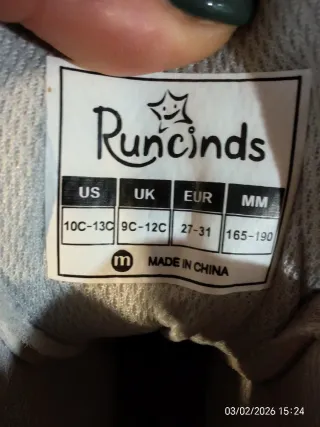 Runcinds
US UK EUR MM
10C-13C 9C-12C 27-31 165-190
m MADE IN CHINA
03/02/2026 15:24